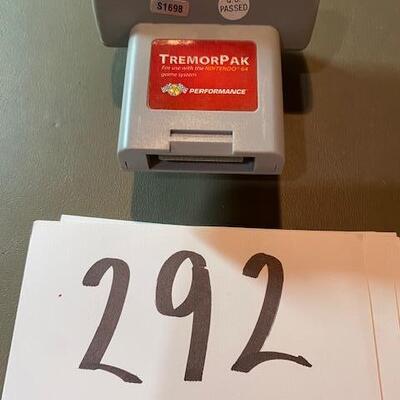 S1698
Q.C.
PASSED
TREMORPAK
For use with the NINTENDO® 64
game system
PERFORMANCE
292